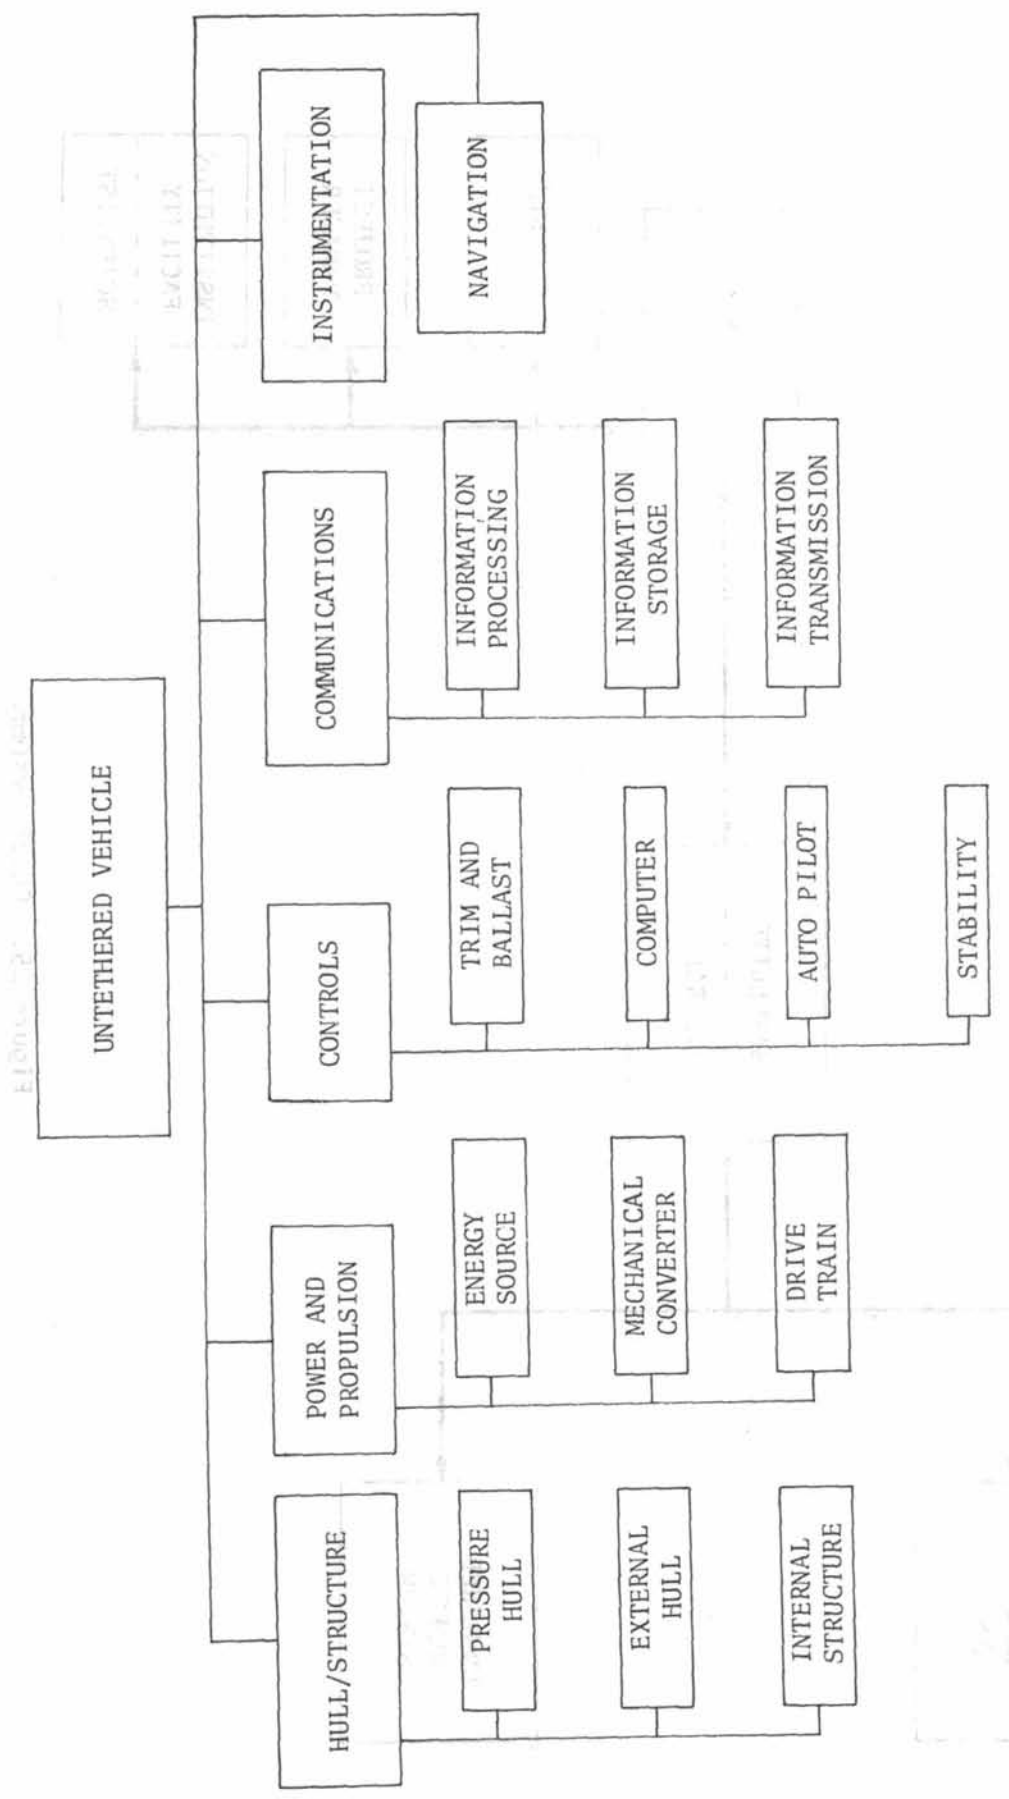 UNTETHERED VEHICLE
HULL/STRUCTURE
PRESSURE
HULL
EXTERNAL
HULL
INTERNAL
STRUCTURE
POWER AND
PROPULSION
ENERGY
SOURCE
MECHANICAL
CONVERTER
DRIVE
TRAIN
CONTROLS
TRIM AND
BALLAST
COMPUTER
AUTO PILOT
STABILITY
COMMUNICATIONS
INFORMATION
PROCESSING
INFORMATION
STORAGE
INFORMATION
TRANSMISSION
INSTRUMENTATION
NAVIGATION